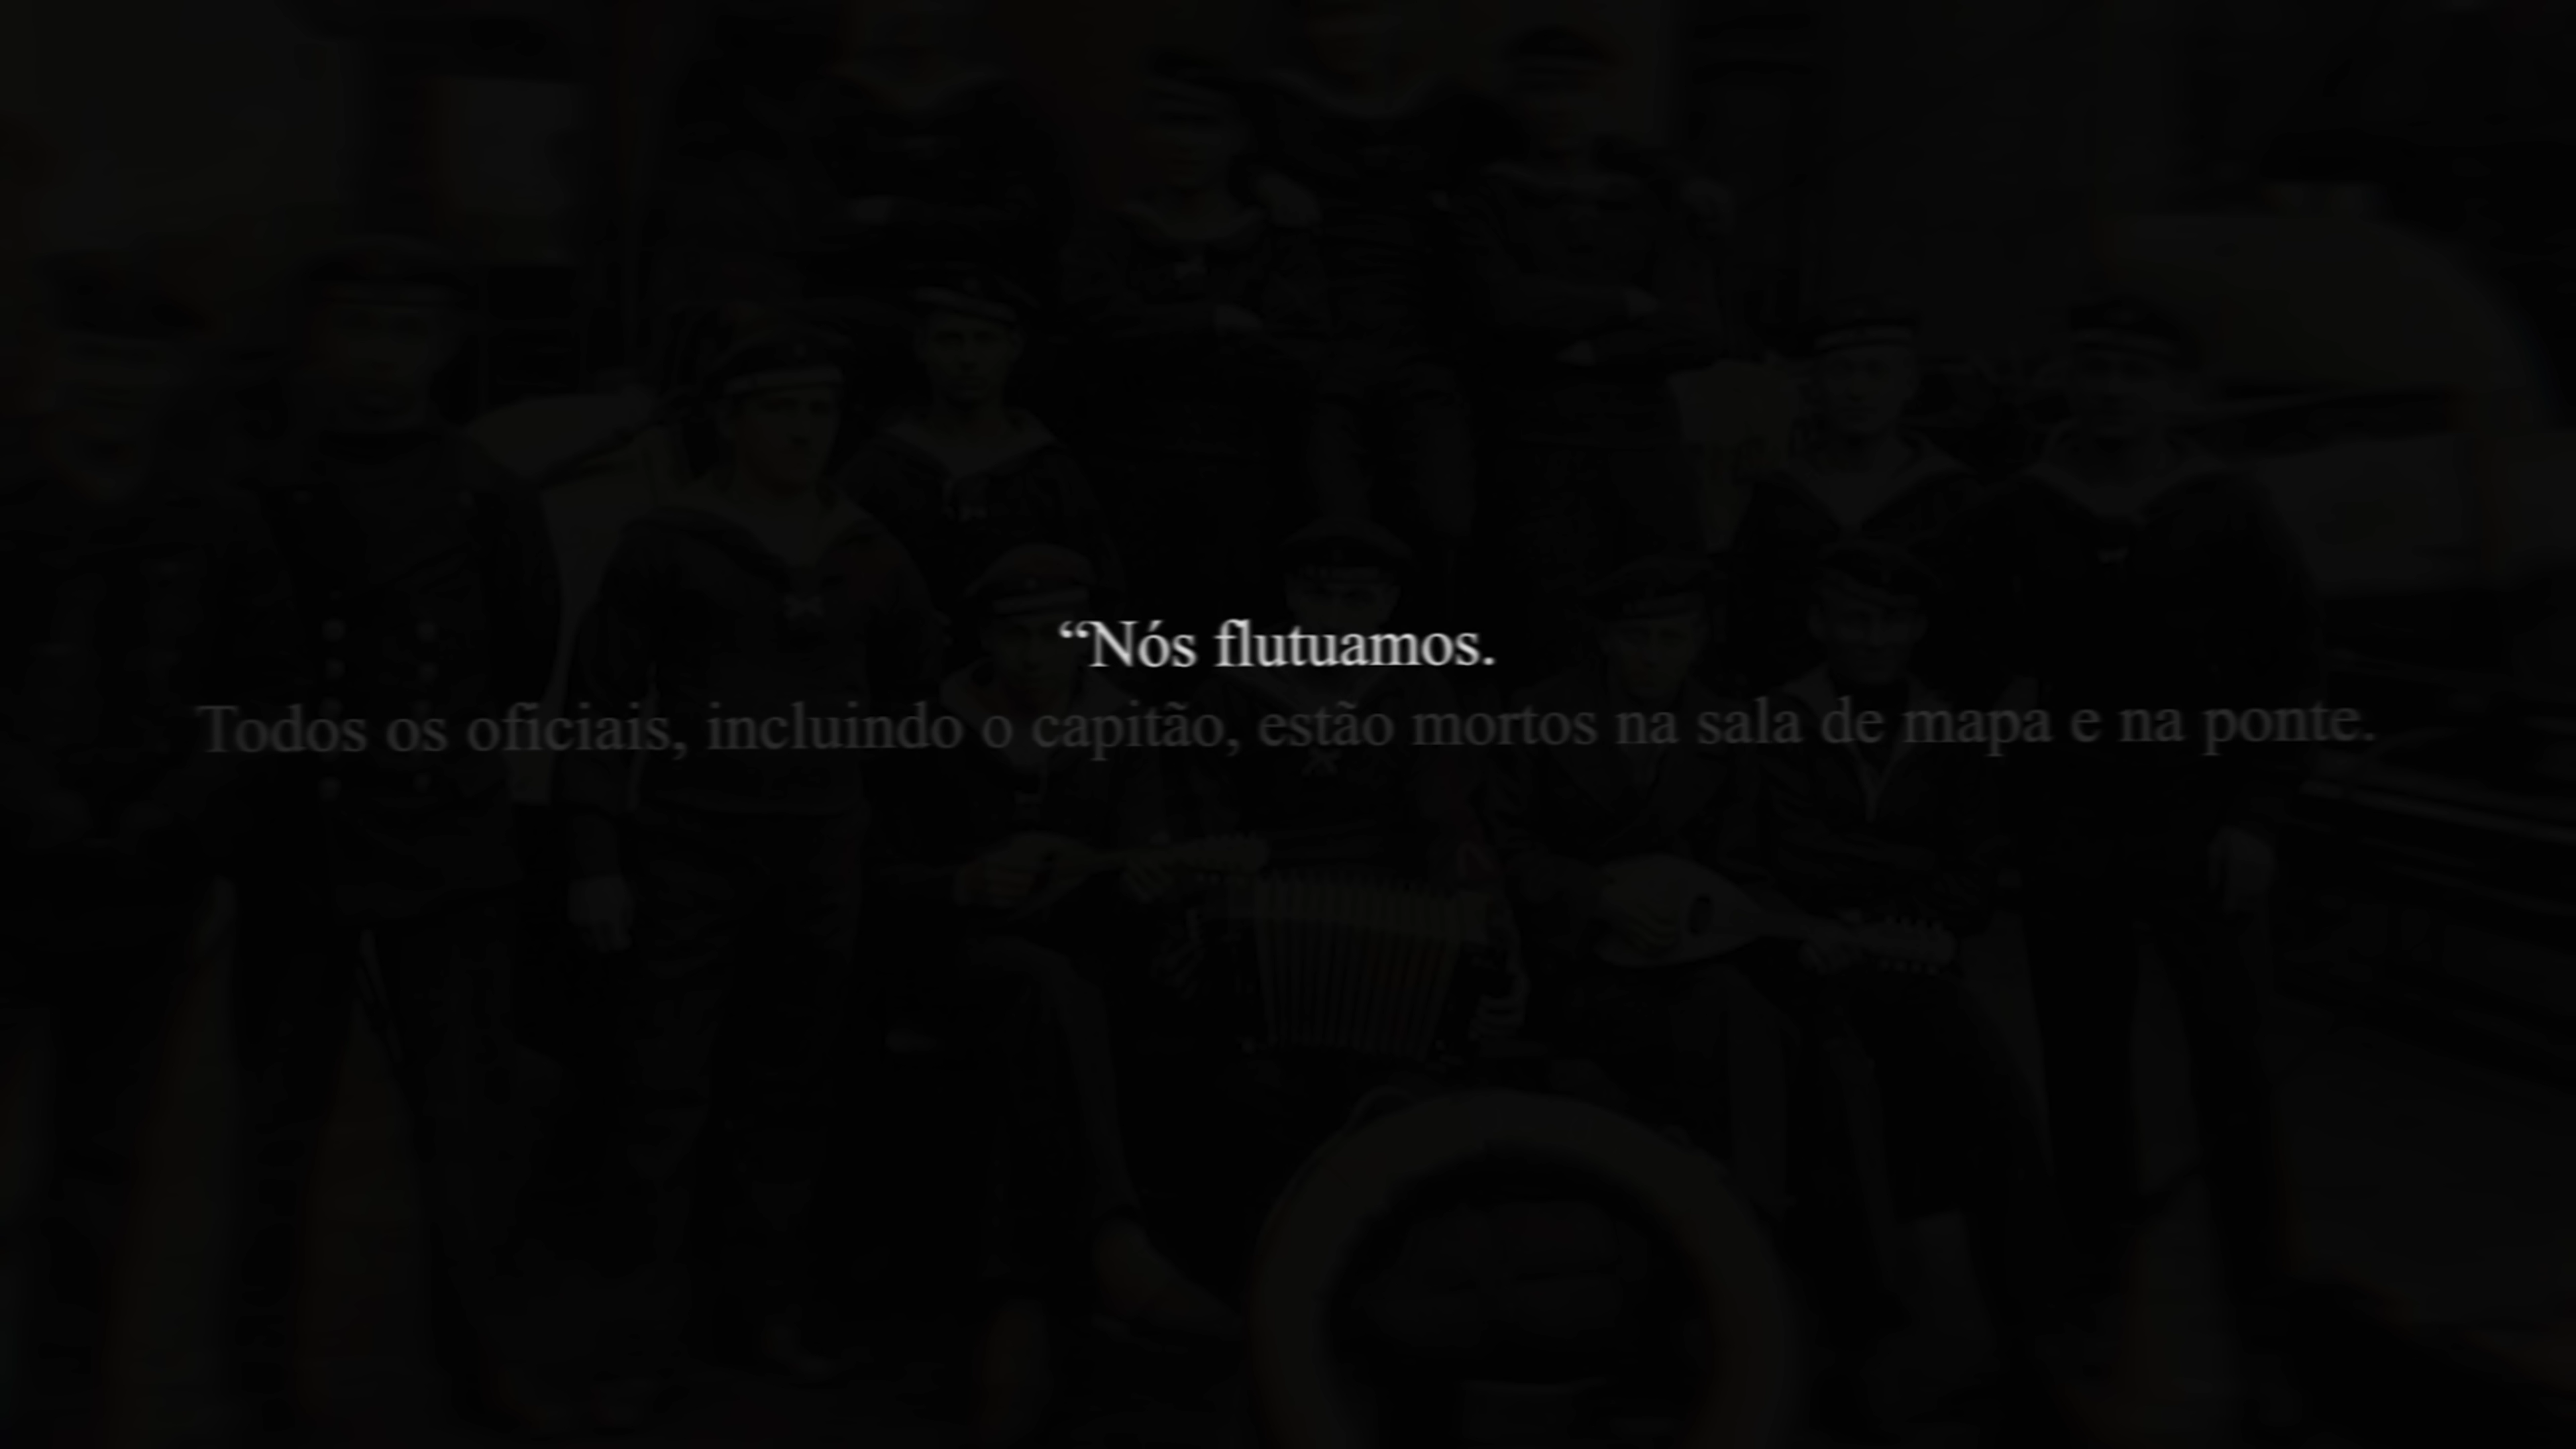 “Nós flutuamos.
Todos os oficiais, incluindo o capitão, estão mortos na sala de mapa e na ponte.